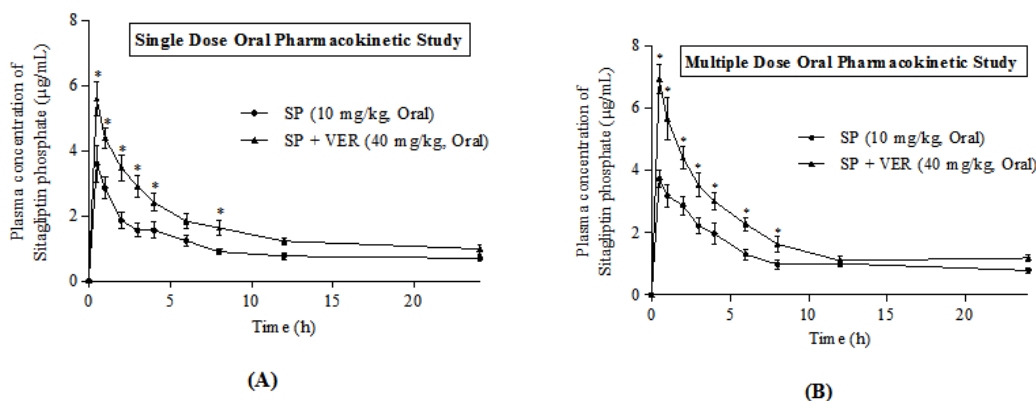 (A)
8
6
4
2
0
Plasma concentration of
Sitagliptin phosphate (µg/mL)
Single Dose Oral Pharmacokinetic Study
*
*
*
*
*
*
SP (10 mg/kg, Oral)
SP + VER (40 mg/kg, Oral)
0 5 10 15 20
Time (h)
(A)
(B)
8
6
4
2
0
Plasma concentration of
Sitagliptin phosphate (µg/mL)
Multiple Dose Oral Pharmacokinetic Study
*
*
*
*
*
*
*
SP (10 mg/kg, Oral)
SP + VER (40 mg/kg, Oral)
0 5 10 15 20
Time (h)
(B)